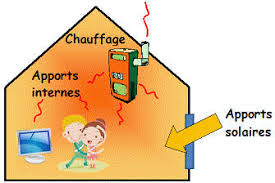 Chauffage
Apports
internes
Apports
solaires